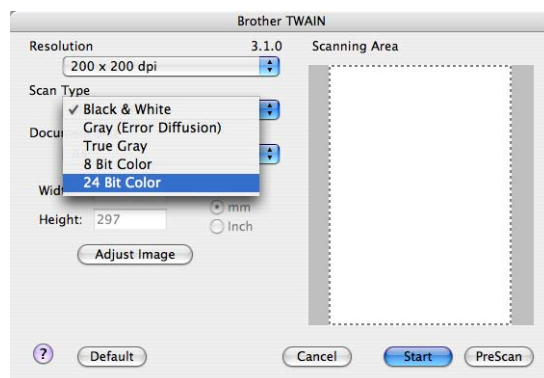 Brother TWAIN
Resolution 3.1.0 Scanning Area
200 x 200 dpi
Scan Type
✓ Black & White
Gray (Error Diffusion)
True Gray
8 Bit Color
24 Bit Color
mm
Height: 297 Inch
Adjust Image
? Default Cancel Start PreScan